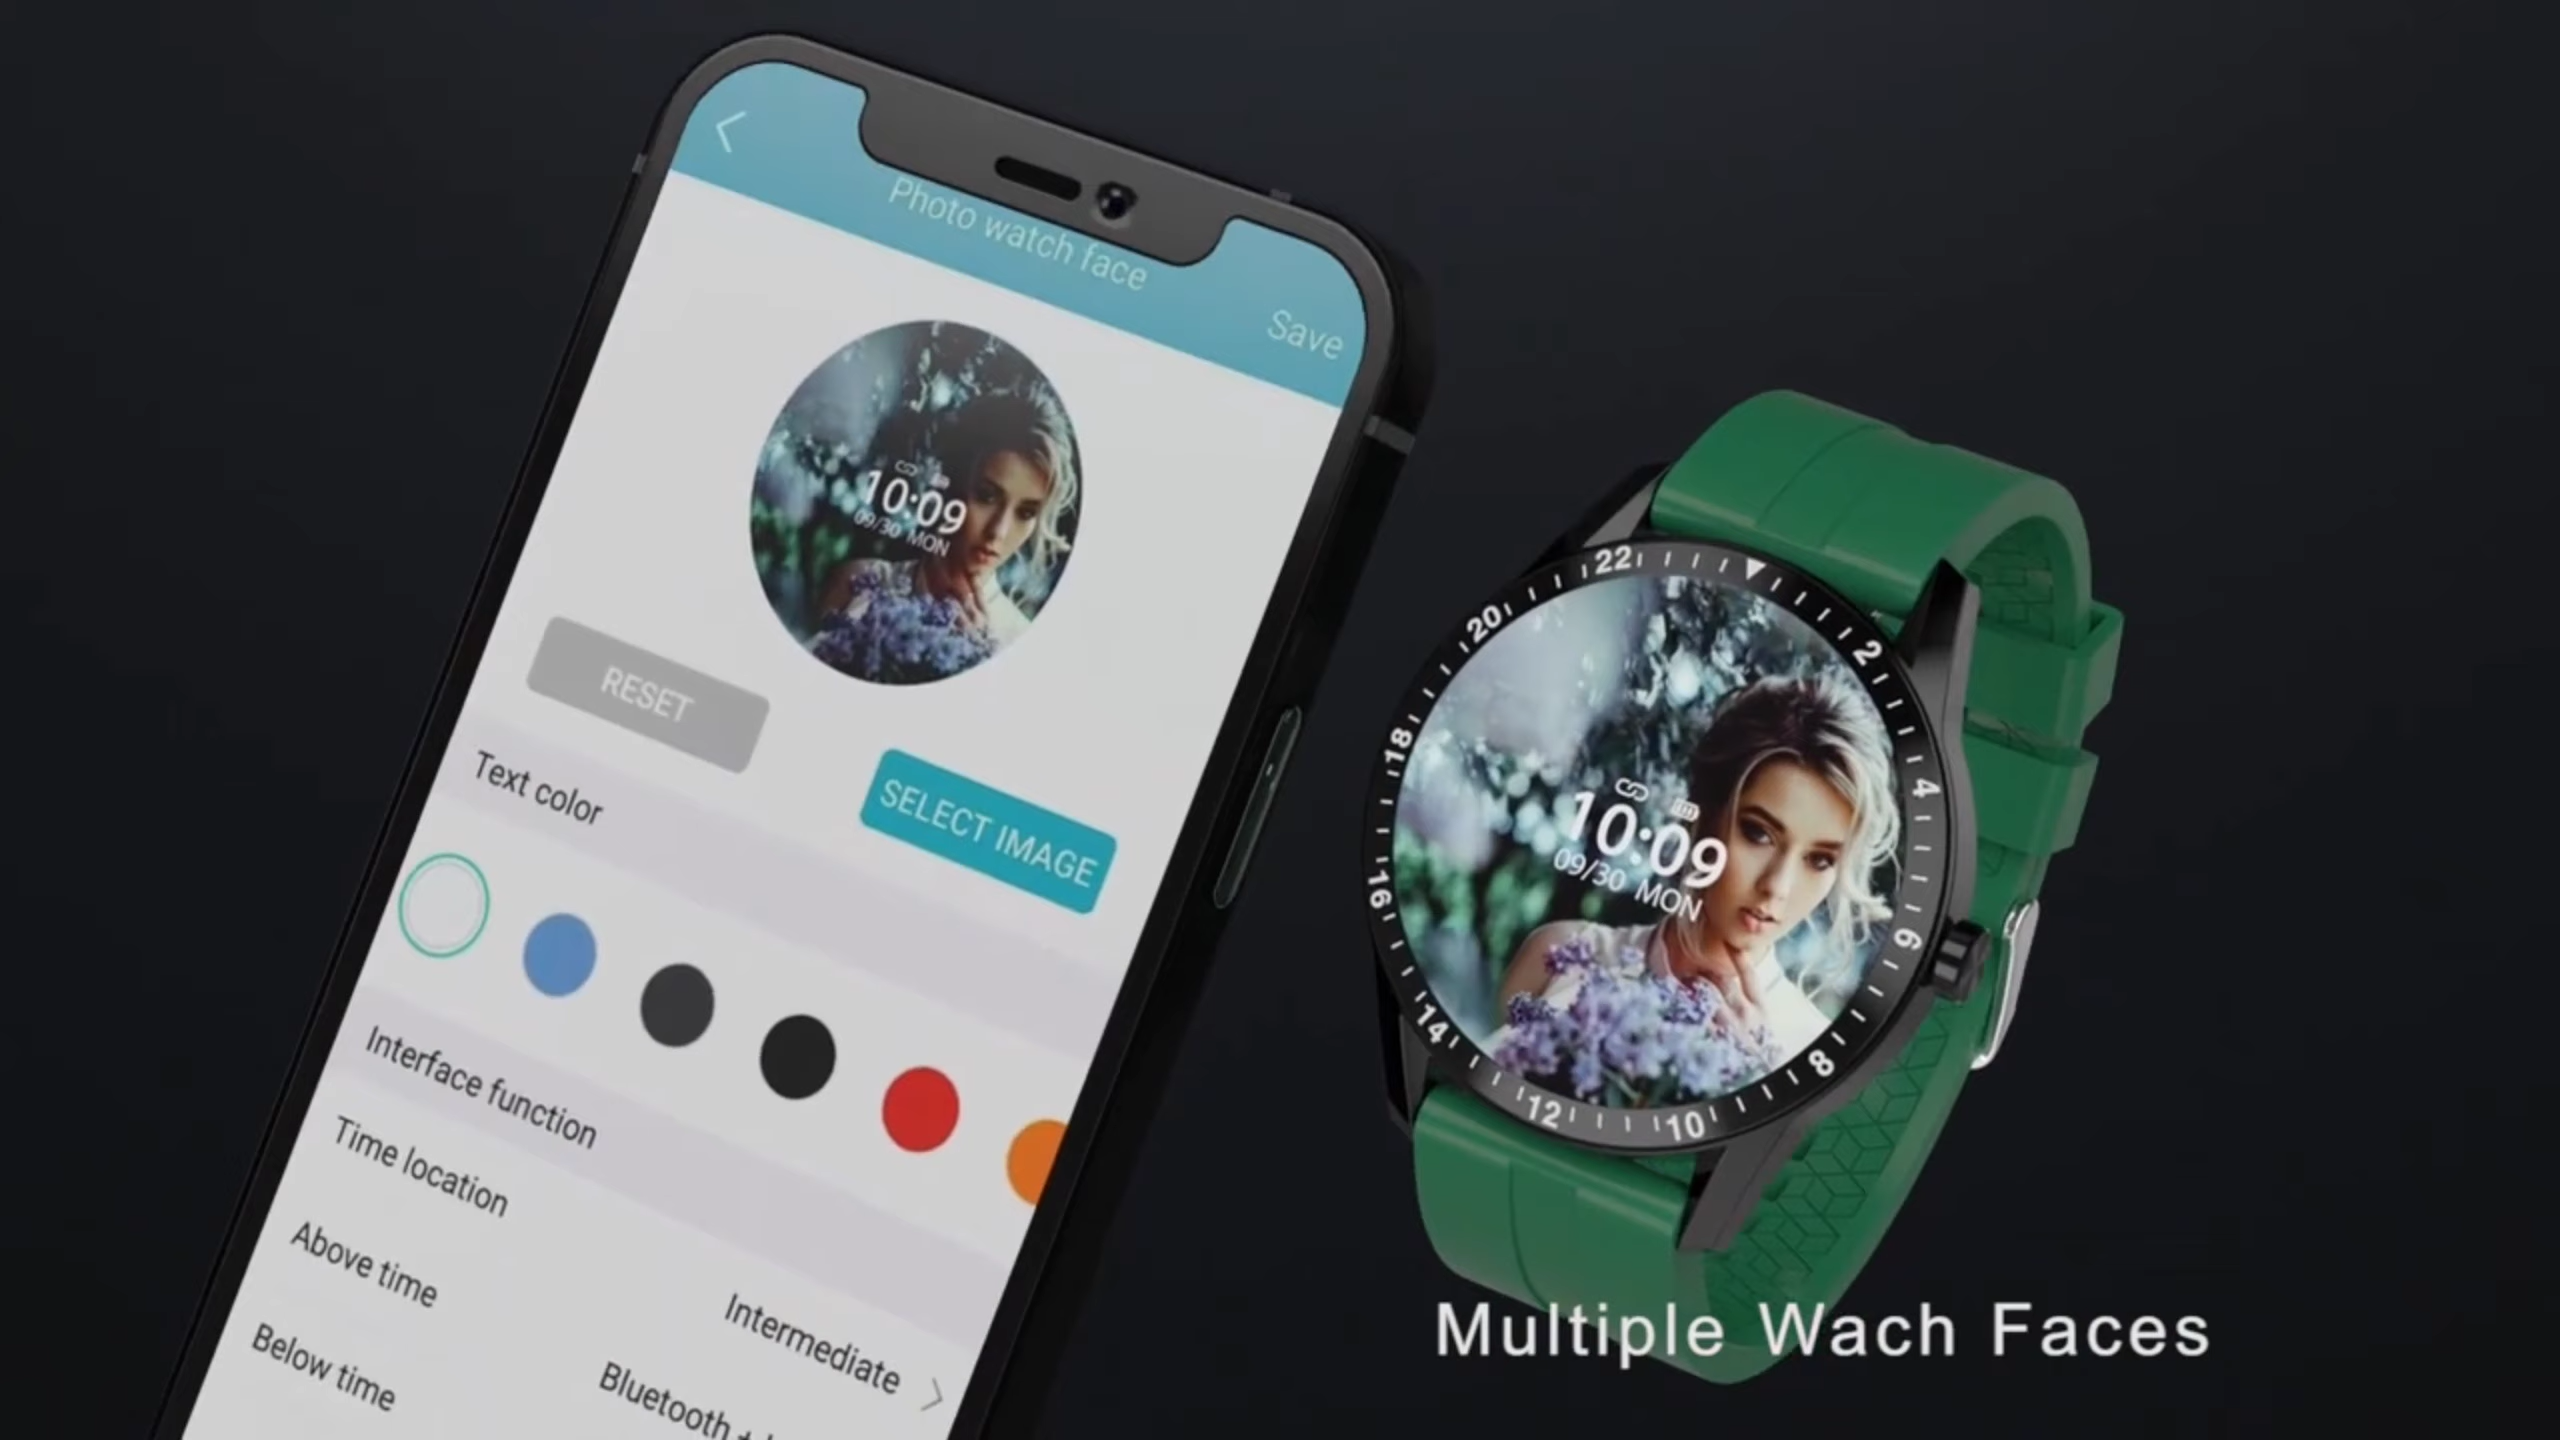 Photo watch face
Save
10:09
09/30 MON
RESET
SELECT IMAGE
Text color
Interface function
Time location
Intermediate
Above time
Bluetooth +
Below time
22
2
4
6
8
10
12
14
16
18
20
10:09
09/30 MON
Multiple Wach Faces